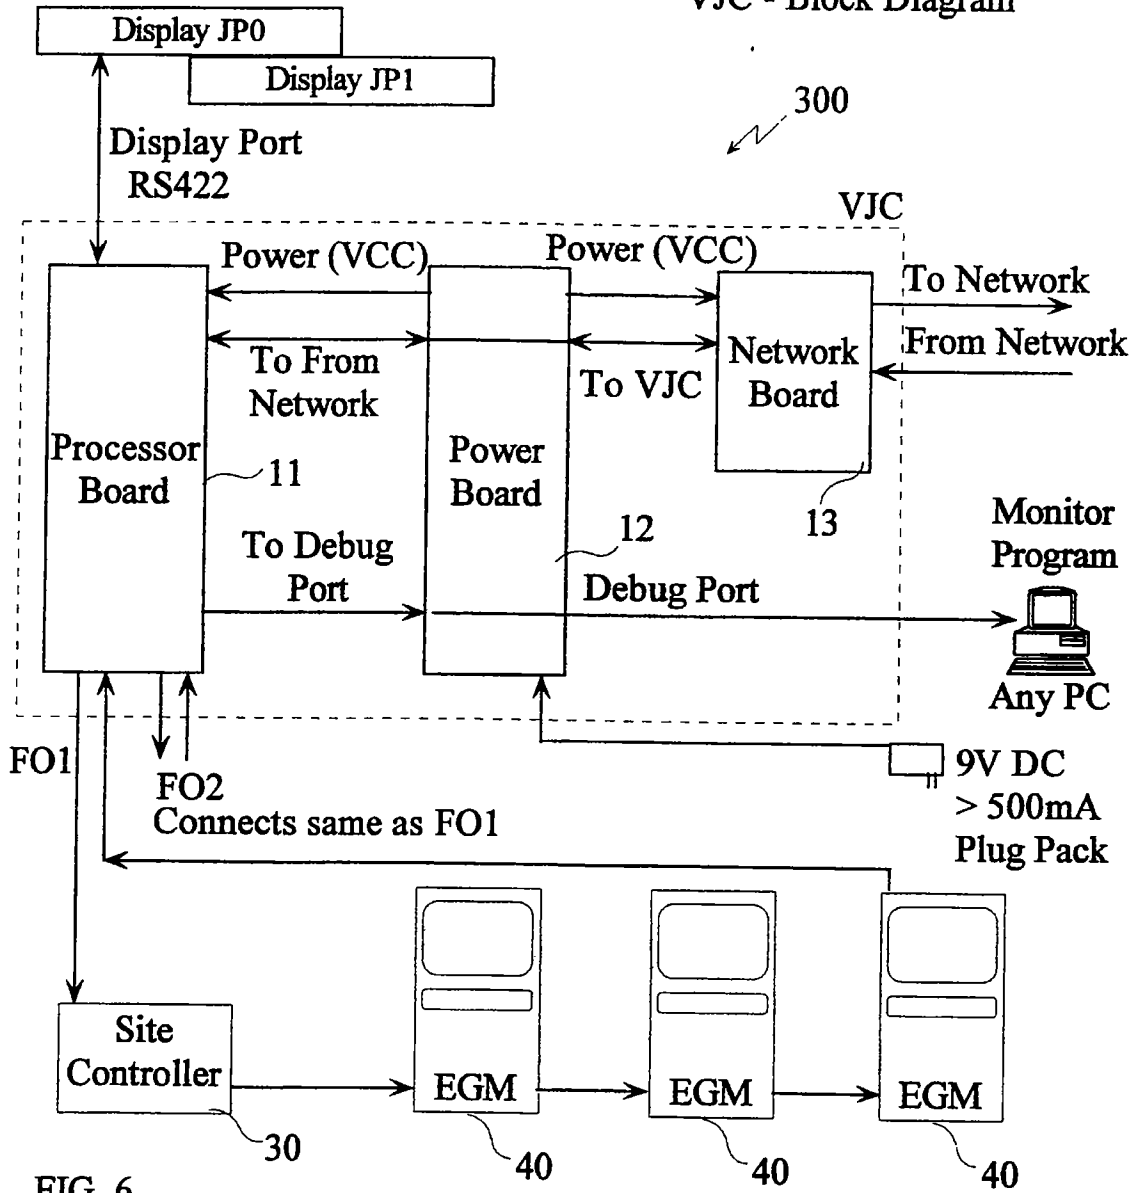 VJC - Block Diagram
Display JP0
Display JP1
300
Display Port
RS422
VJC
Power (VCC)
Power (VCC)
To Network
From Network
To From
Network
To VJC
Network
Board
Processor
Board
11
Power
Board
12
13
To Debug
Port
Debug Port
Monitor
Program
Any PC
FO1
FO2
Connects same as FO1
9V DC
> 500mA
Plug Pack
Site
Controller
30
EGM
40
EGM
40
EGM
40
FIG. 6